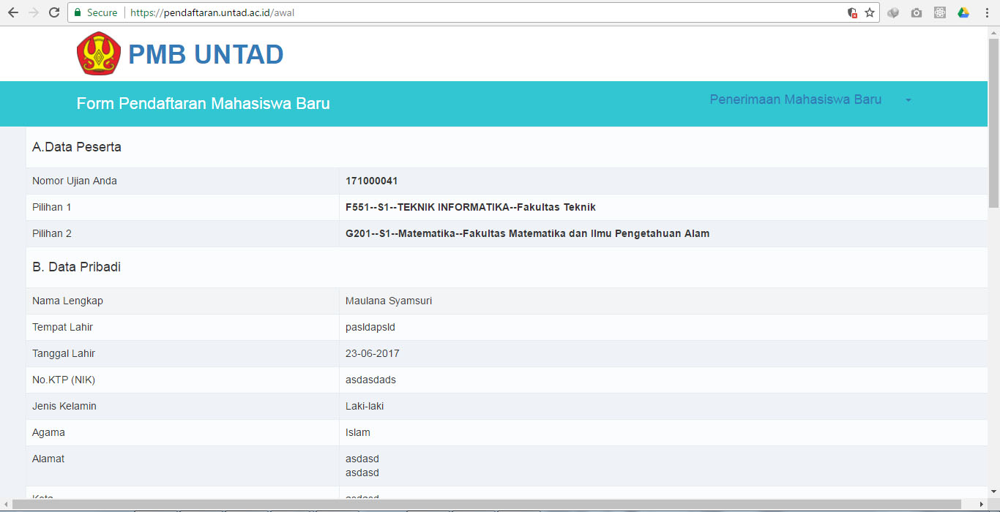 Secure https://pendaftaran.untad.ac.id/awal
PMB UNTAD
Form Pendaftaran Mahasiswa Baru
Penerimaan Mahasiswa Baru
A.Data Peserta
Nomor Ujian Anda 171000041
Pilihan 1 F551--S1--TEKNIK INFORMATIKA--Fakultas Teknik
Pilihan 2 G201--S1--Matematika--Fakultas Matematika dan Ilmu Pengetahuan Alam
B. Data Pribadi
Nama Lengkap Maulana Syamsuri
Tempat Lahir pasldapsld
Tanggal Lahir 23-06-2017
No.KTP (NIK) asdasdads
Jenis Kelamin Laki-laki
Agama Islam
Alamat asdasd
asdasd
Kota asdasd